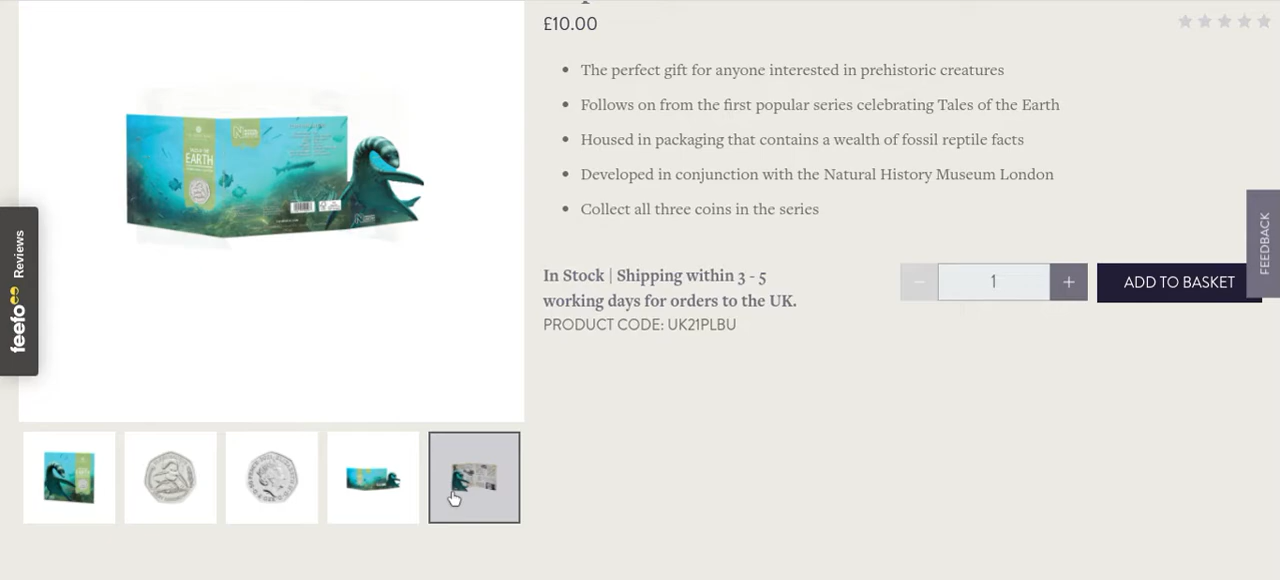 £10.00
The perfect gift for anyone interested in prehistoric creatures
Follows on from the first popular series celebrating Tales of the Earth
Housed in packaging that contains a wealth of fossil reptile facts
Developed in conjunction with the Natural History Museum London
Collect all three coins in the series
EARTH
feefo Reviews
In Stock | Shipping within 3 - 5
working days for orders to the UK.
PRODUCT CODE: UK21PLBU
− 1 +
ADD TO BASKET
FEEDBACK